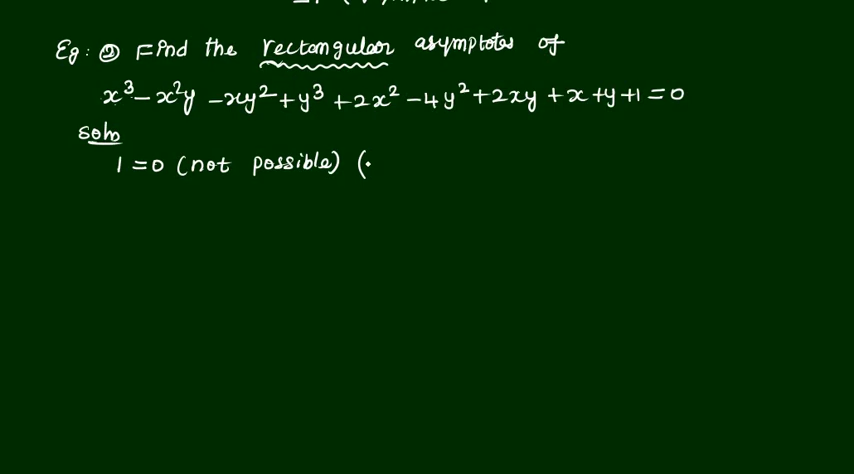 Eg: ② Find the rectangular asymptotes of
x³ - x²y - xy² + y³ + 2x² - 4y² + 2xy + x + y + 1 = 0
Soln
1 = 0 (not possible) (